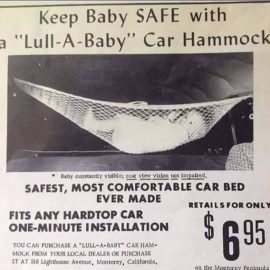 Keep Baby SAFE with
a "Lull-A-Baby" Car Hammock
* Baby constantly visible; rear view vision not impaired.
SAFEST, MOST COMFORTABLE CAR BED
EVER MADE
FITS ANY HARDTOP CAR
ONE-MINUTE INSTALLATION
RETAILS FOR ONLY
$6.95
YOU CAN PURCHASE A "LULL-A-BABY" CAR HAM-
MOCK FROM YOUR LOCAL DEALER OR PURCHASE
IT AT 518 Lighthouse Avenue, Monterey, California,
on the Monterey Peninsula